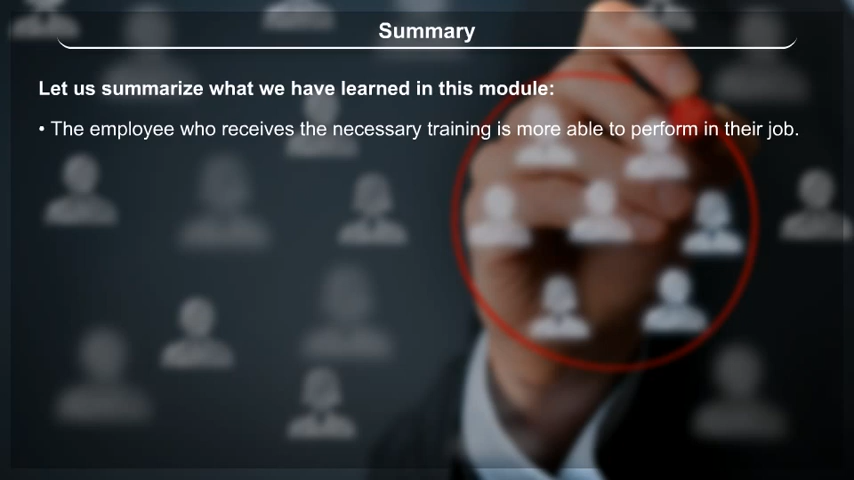 Summary
Let us summarize what we have learned in this module:
• The employee who receives the necessary training is more able to perform in their job.